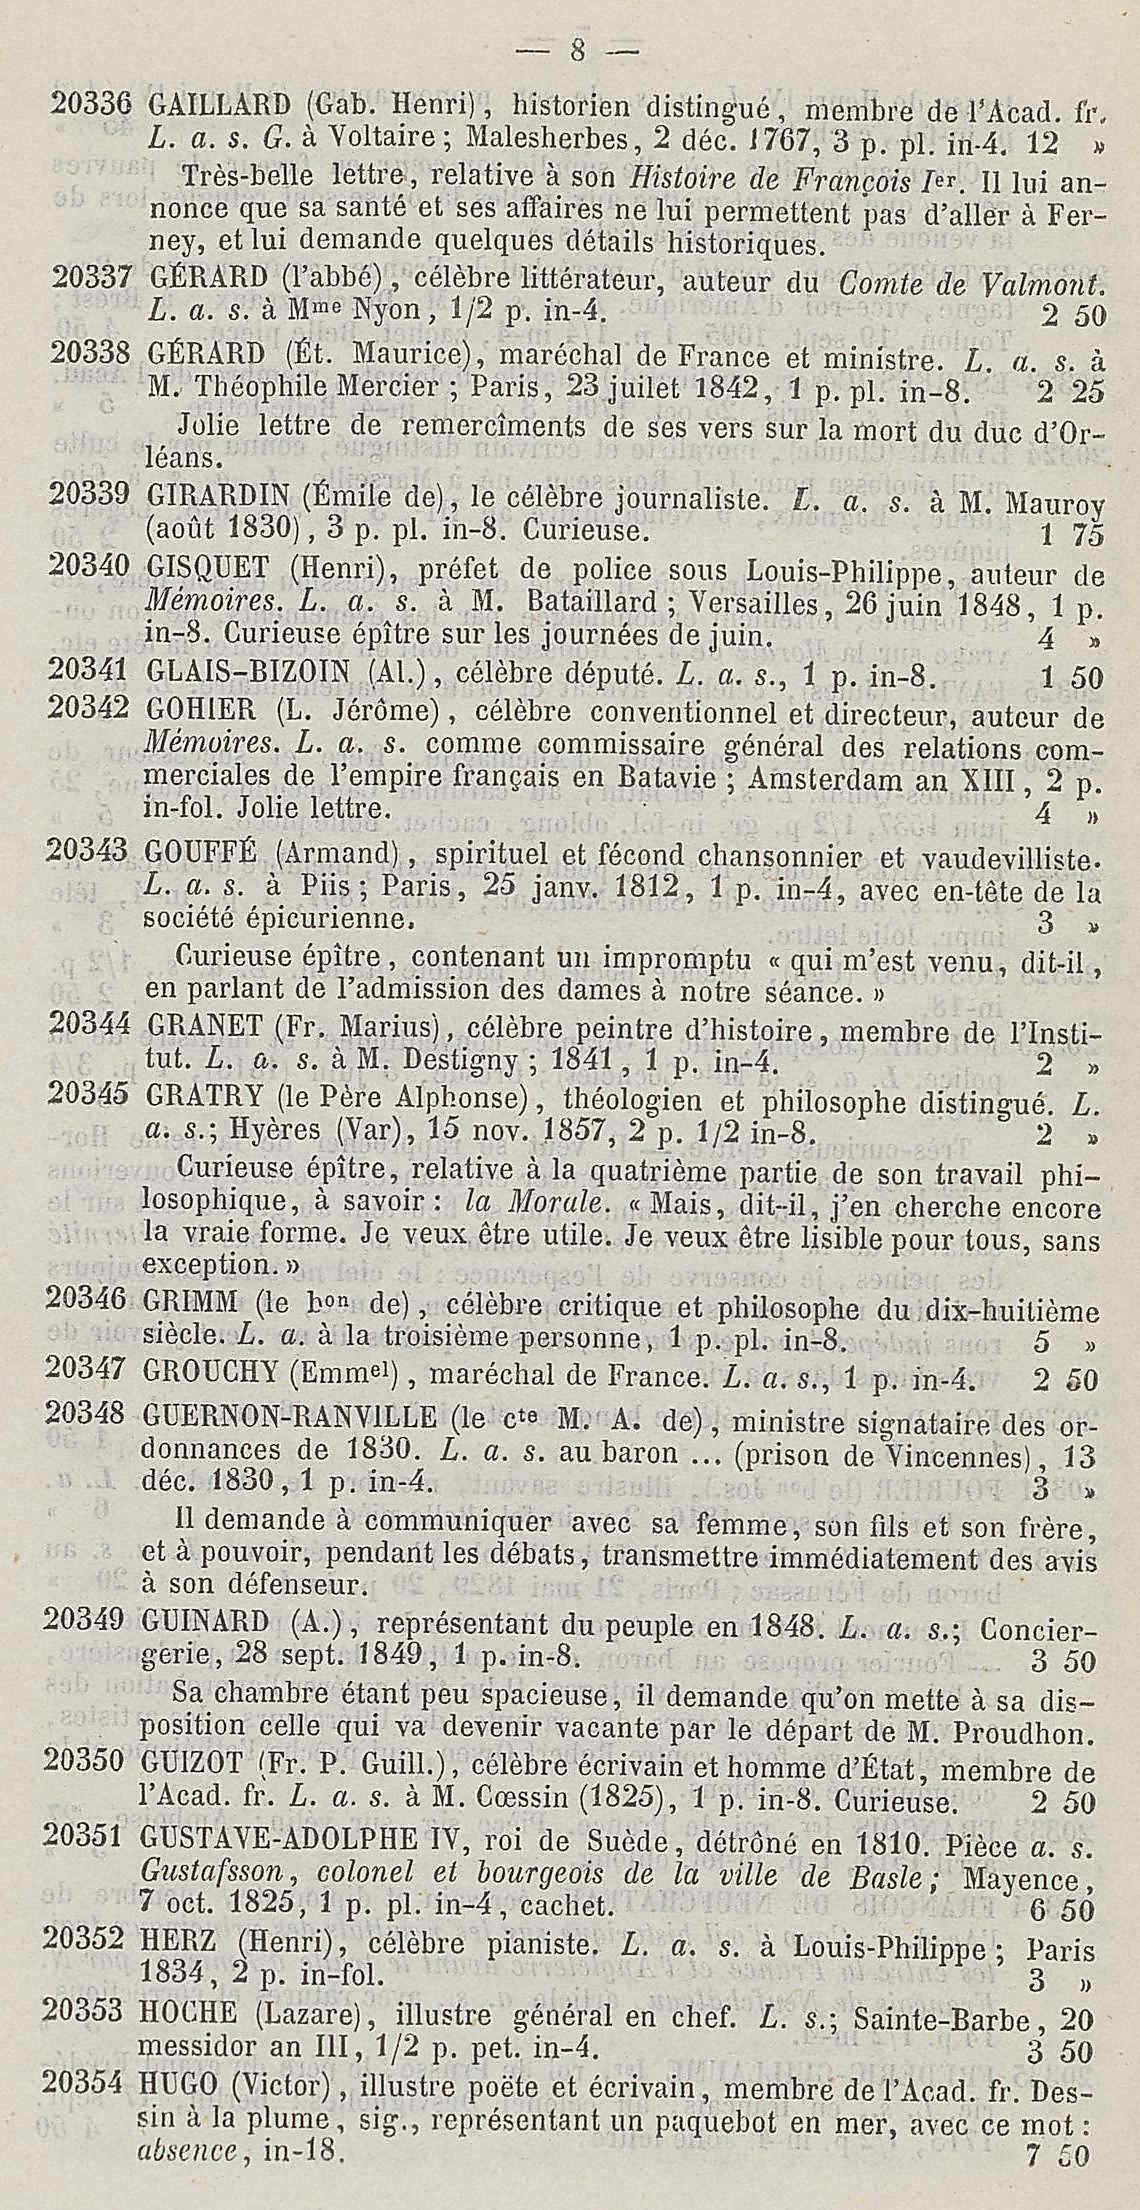 — 8 —
20336 GAILLARD (Gab. Henri), historien distingué, membre de l'Acad. fr.
L. a. s. G. à Voltaire; Malesherbes, 2 déc. 1767, 3 p. pl. in-4. 12 »
Très-belle lettre, relative à son Histoire de François Ier. Il lui an-
nonce que sa santé et ses affaires ne lui permettent pas d'aller à Fer-
ney, et lui demande quelques détails historiques.
20337 GÉRARD (l'abbé), célèbre littérateur, auteur du Comte de Valmont.
L. a. s. à Mme Nyon, 1/2 p. in-4. 2 50
20338 GÉRARD (Ét. Maurice), maréchal de France et ministre. L. a. s. à
M. Théophile Mercier; Paris, 23 juilet 1842, 1 p. pl. in-8. 2 25
Jolie lettre de remercîments de ses vers sur la mort du duc d'Or-
léans.
20339 GIRARDIN (Émile de), le célèbre journaliste. L. a. s. à M. Mauroy
(août 1830), 3 p. pl. in-8. Curieuse. 1 75
20340 GISQUET (Henri), préfet de police sous Louis-Philippe, auteur de
Mémoires. L. a. s. à M. Bataillard; Versailles, 26 juin 1848, 1 p.
in-8. Curieuse épître sur les journées de juin. 4 »
20341 GLAIS-BIZOIN (Al.), célèbre député. L. a. s., 1 p. in-8. 1 50
20342 GOHIER (L. Jérôme), célèbre conventionnel et directeur, auteur de
Mémoires. L. a. s. comme commissaire général des relations com-
merciales de l'empire français en Batavie; Amsterdam an XIII, 2 p.
in-fol. Jolie lettre. 4 »
20343 GOUFFÉ (Armand), spirituel et fécond chansonnier et vaudevilliste.
L. a. s. à Piis; Paris, 25 janv. 1812, 1 p. in-4, avec en-tête de la
société épicurienne. 3 »
Curieuse épître, contenant un impromptu « qui m'est venu, dit-il,
en parlant de l'admission des dames à notre séance. »
20344 GRANET (Fr. Marius), célèbre peintre d'histoire, membre de l'Insti-
tut. L. a. s. à M. Destigny; 1841, 1 p. in-4. 2 »
20345 GRATRY (le Père Alphonse), théologien et philosophe distingué. L.
a. s.; Hyères (Var), 15 nov. 1857, 2 p. 1/2 in-8. 2 »
Curieuse épître, relative à la quatrième partie de son travail phi-
losophique, à savoir: la Morale. « Mais, dit-il, j'en cherche encore
la vraie forme. Je veux être utile. Je veux être lisible pour tous, sans
exception. »
20346 GRIMM (le bon de), célèbre critique et philosophe du dix-huitième
siècle. L. a. à la troisième personne, 1 p. pl. in-8. 5 »
20347 GROUCHY (Emmel), maréchal de France. L. a. s., 1 p. in-4. 2 50
20348 GUERNON-RANVILLE (le cte M. A. de), ministre signataire des or-
donnances de 1830. L. a. s. au baron ... (prison de Vincennes), 13
déc. 1830, 1 p. in-4. 3 »
Il demande à communiquer avec sa femme, son fils et son frère,
et à pouvoir, pendant les débats, transmettre immédiatement des avis
à son défenseur.
20349 GUINARD (A.), représentant du peuple en 1848. L. a. s.; Concier-
gerie, 28 sept. 1849, 1 p. in-8. 3 50
Sa chambre étant peu spacieuse, il demande qu'on mette à sa dis-
position celle qui va devenir vacante par le départ de M. Proudhon.
20350 GUIZOT (Fr. P. Guill.), célèbre écrivain et homme d'État, membre de
l'Acad. fr. L. a. s. à M. Cœssin (1825), 1 p. in-8. Curieuse. 2 50
20351 GUSTAVE-ADOLPHE IV, roi de Suède, détrôné en 1810. Pièce a. s.
Gustafsson, colonel et bourgeois de la ville de Basle; Mayence,
7 oct. 1825, 1 p. pl. in-4, cachet. 6 50
20352 HERZ (Henri), célèbre pianiste. L. a. s. à Louis-Philippe; Paris
1834, 2 p. in-fol. 3 »
20353 HOCHE (Lazare), illustre général en chef. L. s.; Sainte-Barbe, 20
messidor an III, 1/2 p. pet. in-4. 3 50
20354 HUGO (Victor), illustre poëte et écrivain, membre de l'Acad. fr. Des-
sin à la plume, sig., représentant un paquebot en mer, avec ce mot:
absence, in-18. 7 50